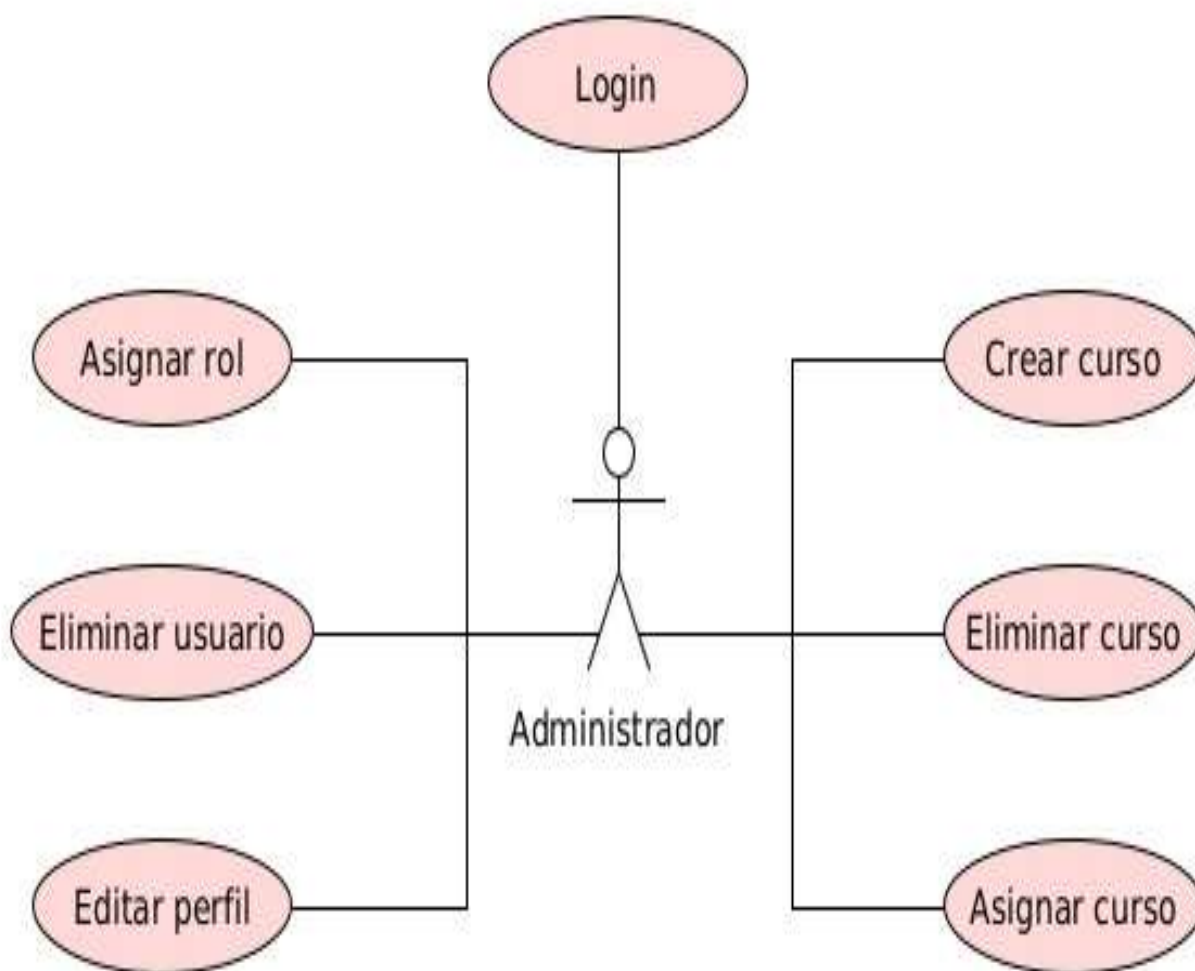 Login
Asignar rol
Crear curso
Eliminar usuario
Eliminar curso
Administrador
Editar perfil
Asignar curso